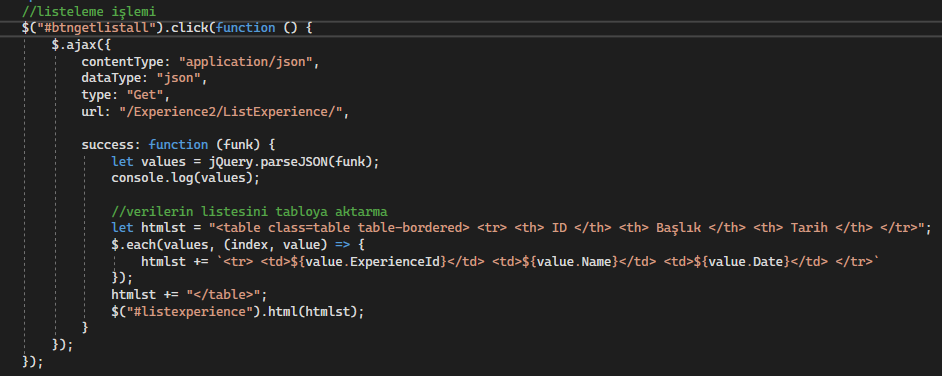 //listeleme işlemi
$("#btngetlistall").click(function () {
$.ajax({
contentType: "application/json",
dataType: "json",
type: "Get",
url: "/Experience2/ListExperience/",
success: function (funk) {
let values = jQuery.parseJSON(funk);
console.log(values);
//verilerin listesini tabloya aktarma
let htmlst = "<table class=table table-bordered> <tr> <th> ID </th> <th> Başlık </th> <th> Tarih </th> </tr>";
$.each(values, (index, value) => {
htmlst += `<tr> <td>${value.ExperienceId}</td> <td>${value.Name}</td> <td>${value.Date}</td> </tr>`
});
htmlst += "</table>";
$("#listexperience").html(htmlst);
}
});
});